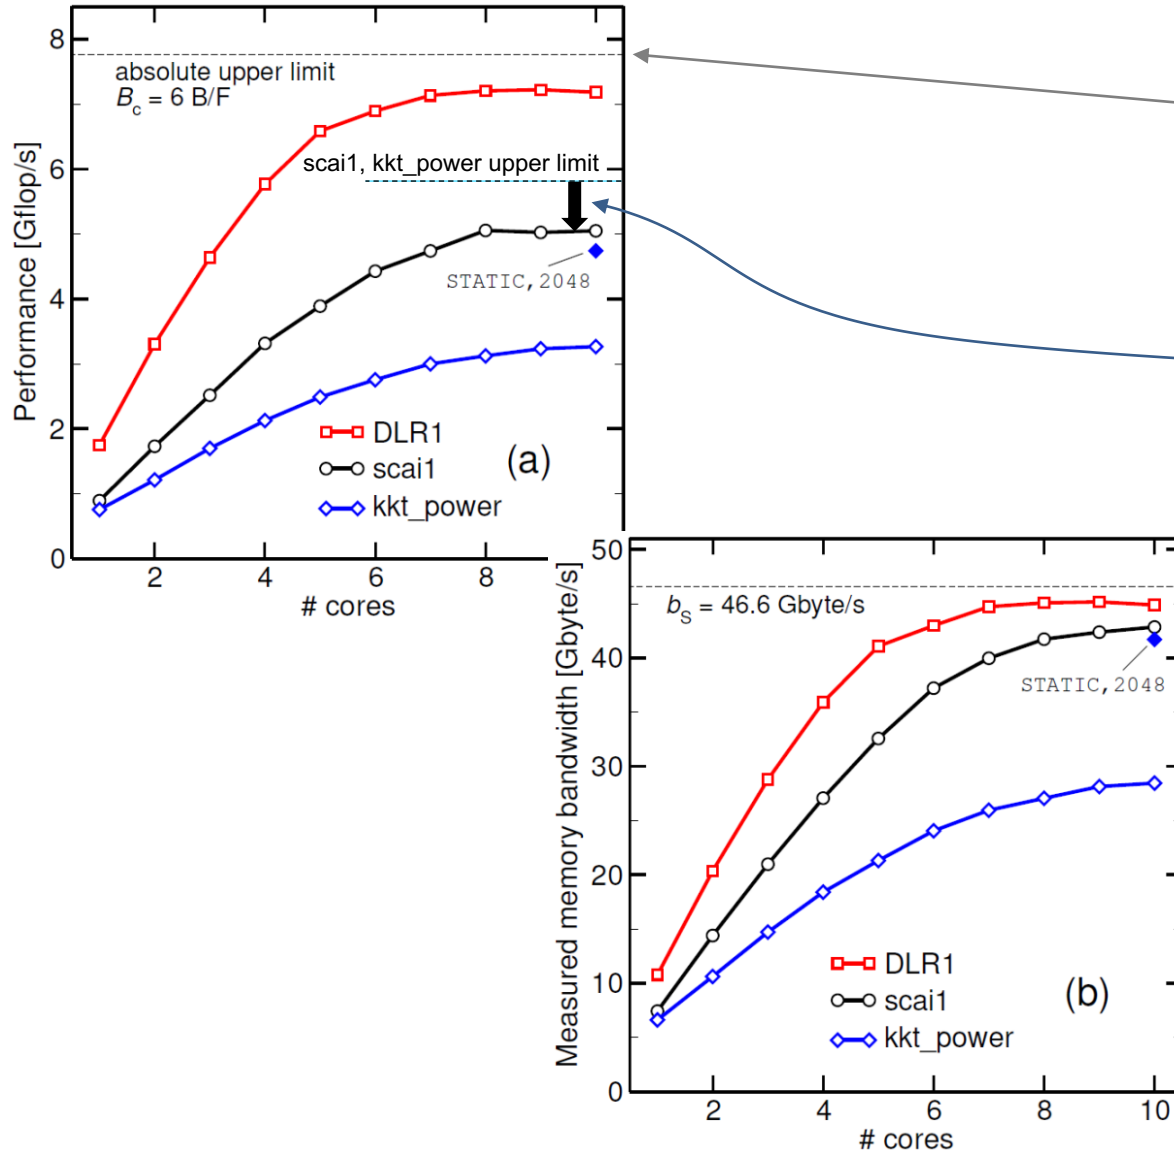 8
absolute upper limit
B_c = 6 B/F
scai1, kkt_power upper limit
6
Performance [Gflop/s]
STATIC,2048
4
2
DLR1
scai1
kkt_power
(a)
0
2 4 6 8
# cores
50
b_S = 46.6 Gbyte/s
40
STATIC,2048
Measured memory bandwidth [Gbyte/s]
30
20
10
DLR1
scai1
kkt_power
(b)
0
2 4 6 8 10
# cores